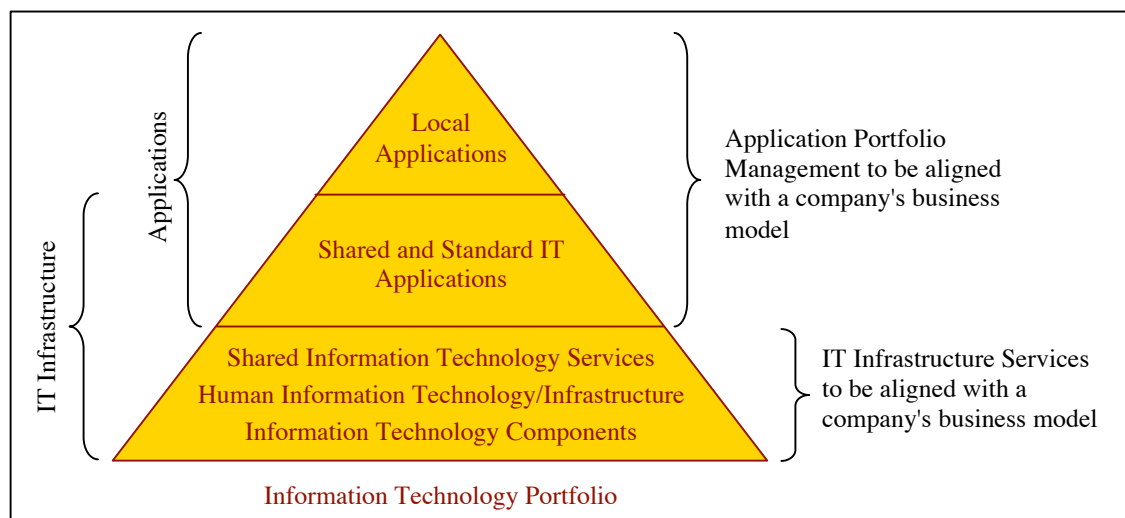 Applications
IT Infrastructure
Local
Applications
Shared and Standard IT
Applications
Shared Information Technology Services
Human Information Technology/Infrastructure
Information Technology Components
Application Portfolio
Management to be aligned
with a company's business
model
IT Infrastructure Services
to be aligned with a
company's business model
Information Technology Portfolio